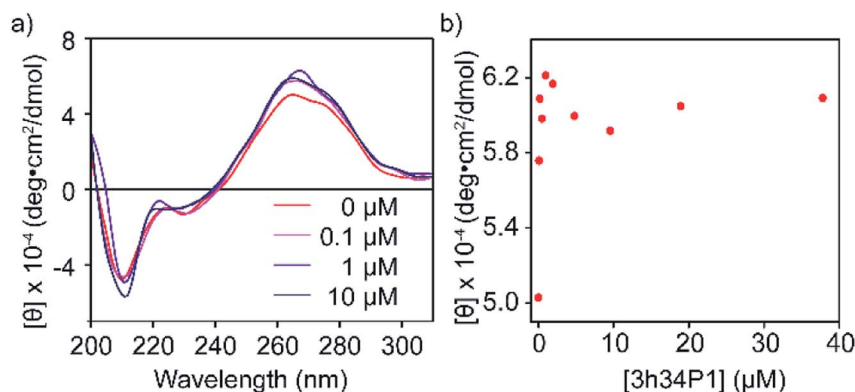 a)
[θ] x 10⁻⁴ (deg•cm²/dmol)
8
4
0
-4
0 μM
0.1 μM
1 μM
10 μM
200 220 240 260 280 300
Wavelength (nm)
b)
[θ] x 10⁻⁴ (deg•cm²/dmol)
6.2
5.8
5.4
5.0
0 10 20 30 40
[3h34P1] (μM)